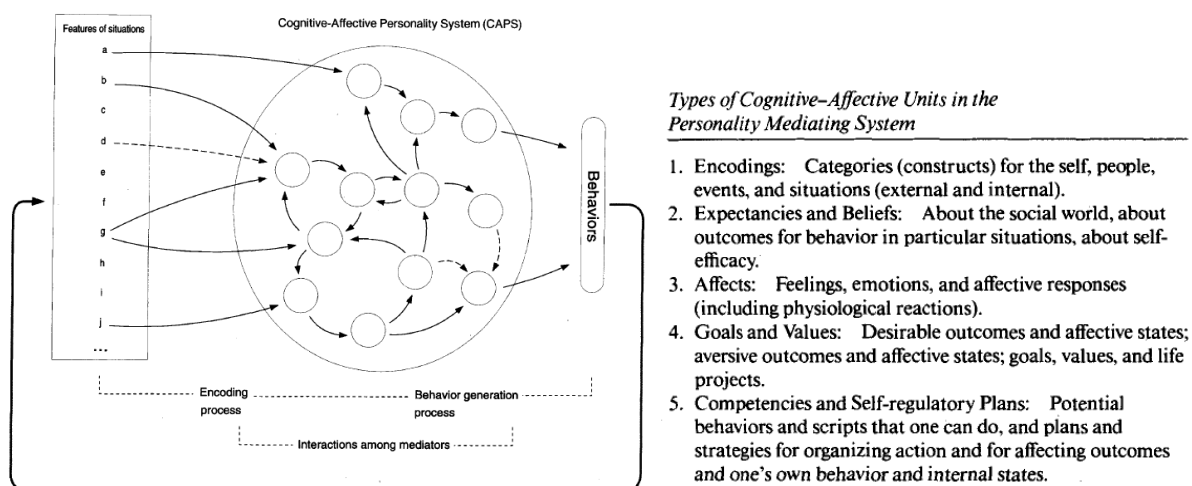 Features of situations
a
b
c
d
e
f
g
h
i
j
...
Cognitive-Affective Personality System (CAPS)
Behaviors
Encoding
process
Behavior generation
process
Interactions among mediators
Types of Cognitive–Affective Units in the
Personality Mediating System
1. Encodings: Categories (constructs) for the self, people,
events, and situations (external and internal).
2. Expectancies and Beliefs: About the social world, about
outcomes for behavior in particular situations, about self-
efficacy.
3. Affects: Feelings, emotions, and affective responses
(including physiological reactions).
4. Goals and Values: Desirable outcomes and affective states;
aversive outcomes and affective states; goals, values, and life
projects.
5. Competencies and Self-regulatory Plans: Potential
behaviors and scripts that one can do, and plans and
strategies for organizing action and for affecting outcomes
and one's own behavior and internal states.